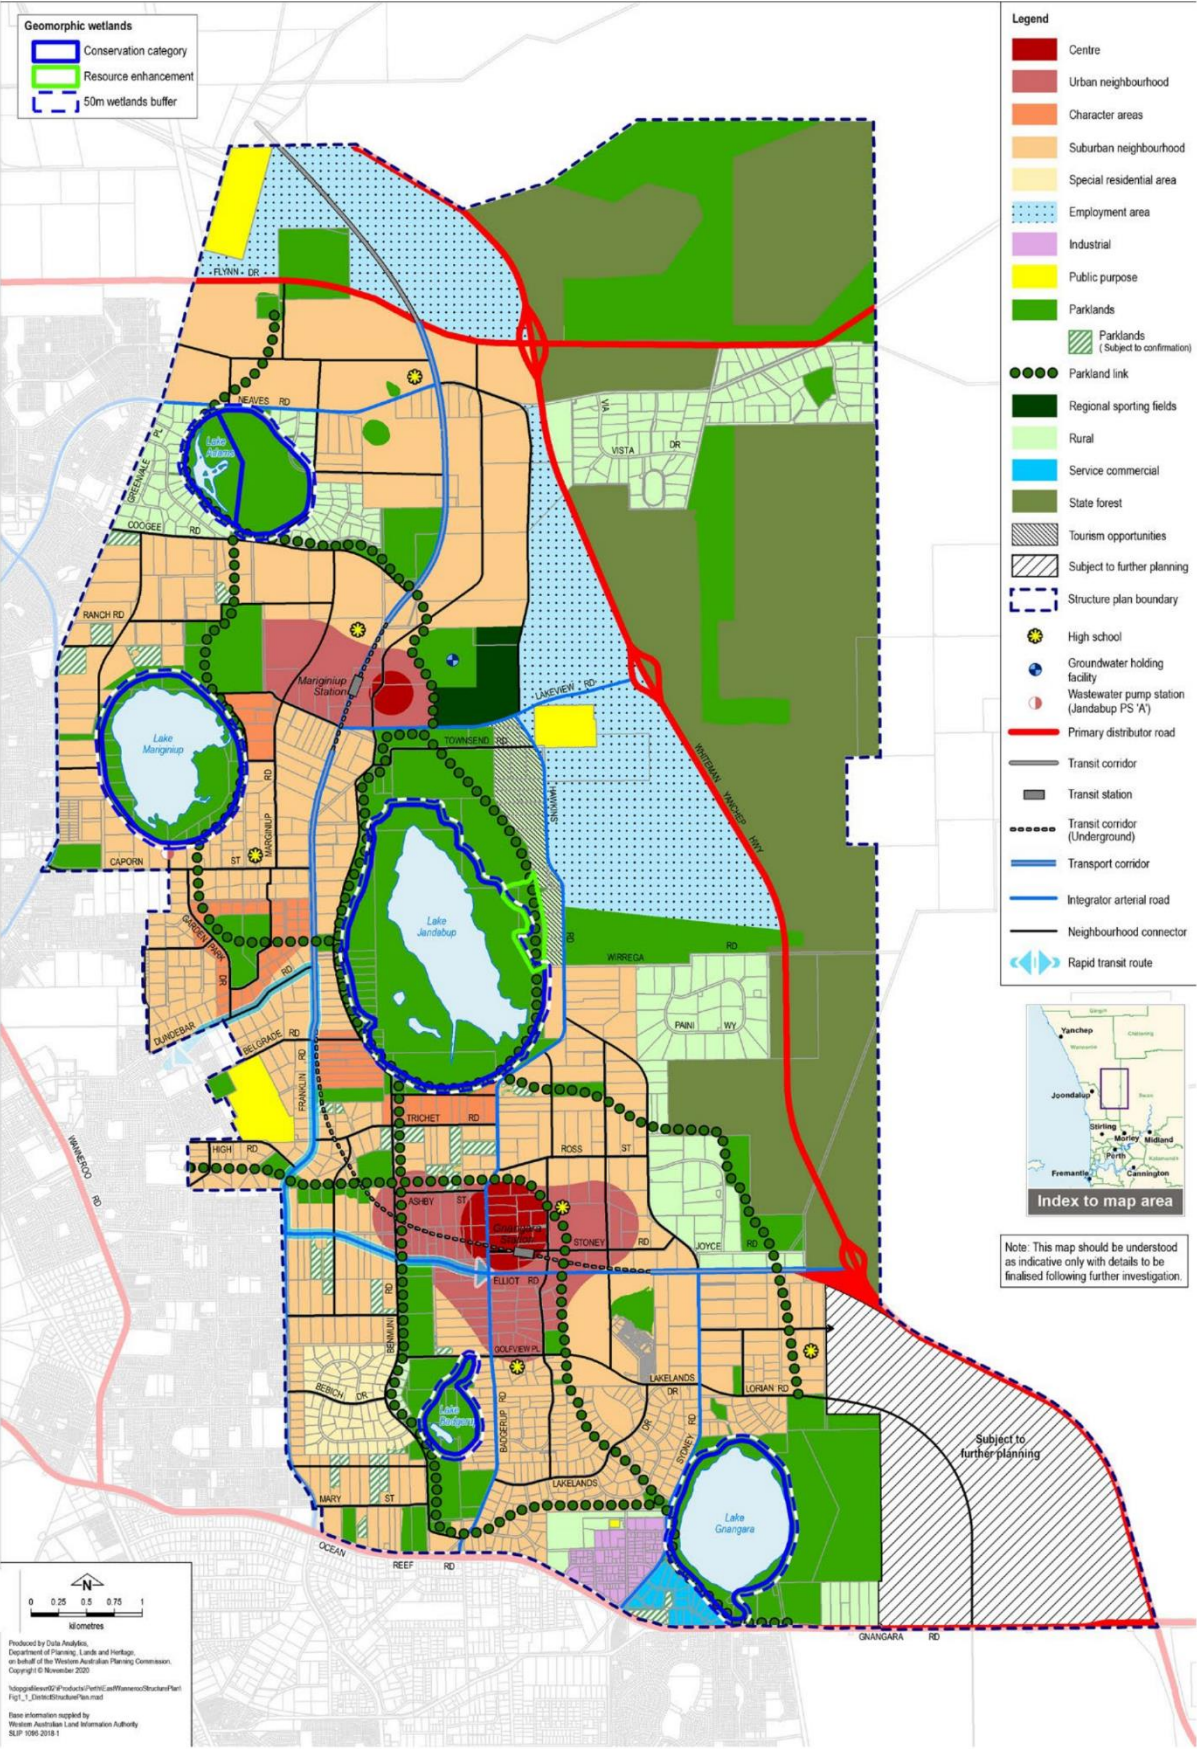 Geomorphic wetlands
Conservation category
Resource enhancement
50m wetlands buffer
Legend
Centre
Urban neighbourhood
Character areas
Suburban neighbourhood
Special residential area
Employment area
Industrial
Public purpose
Parklands
Parklands
( Subject to confirmation)
Parkland link
Regional sporting fields
Rural
Service commercial
State forest
Tourism opportunities
Subject to further planning
Structure plan boundary
High school
Groundwater holding
facility
Wastewater pump station
(Jandabup PS 'A')
Primary distributor road
Transit corridor
Transit station
Transit corridor
(Underground)
Transport corridor
Integrator arterial road
Neighbourhood connector
Rapid transit route
FLYNN DR
NEAVES RD
Lake
Adams
GREENVALE PL
COOGEE RD
VIA
VISTA DR
RANCH RD
Mariginiup
Station
LAKEVIEW RD
TOWNSEND RD
Lake
Mariginiup
MARIGINIUP RD
HAWKINS RD
WHITEMAN YANCHEP HWY
CAPORN ST
Lake
Jandabup
GARDEN PARK DR
WIRREGA RD
DUNDEBAR RD
BELGRADE RD
PAINI WY
FRANKLIN RD
TRICHET RD
HIGH RD
ROSS ST
WANNEROO RD
ASHBY ST
Gnangara
Station
STONEY RD
JOYCE RD
ELLIOT RD
BENMUNI RD
GOLFVIEW PL
LAKELANDS DR
LORIAN RD
BEBICH DR
Lake
Badgerup
BADGERUP RD
DR
SYDNEY RD
LAKELANDS
Subject to
further planning
MARY ST
OCEAN REEF RD
Lake
Gnangara
GNANGARA RD
Yanchep
Joondalup
Stirling
Morley
Midland
Perth
Fremantle
Cannington
Index to map area
Note: This map should be understood
as indicative only with details to be
finalised following further investigation.
N
0 0.25 0.5 0.75 1
kilometres
Produced by Data Analytics,
Department of Planning, Lands and Heritage,
on behalf of the Western Australian Planning Commission.
Copyright © November 2020
Fig1_1_DistrictStructurePlan.mxd
Base information supplied by
Western Australian Land Information Authority
SLIP 1096-2018-1